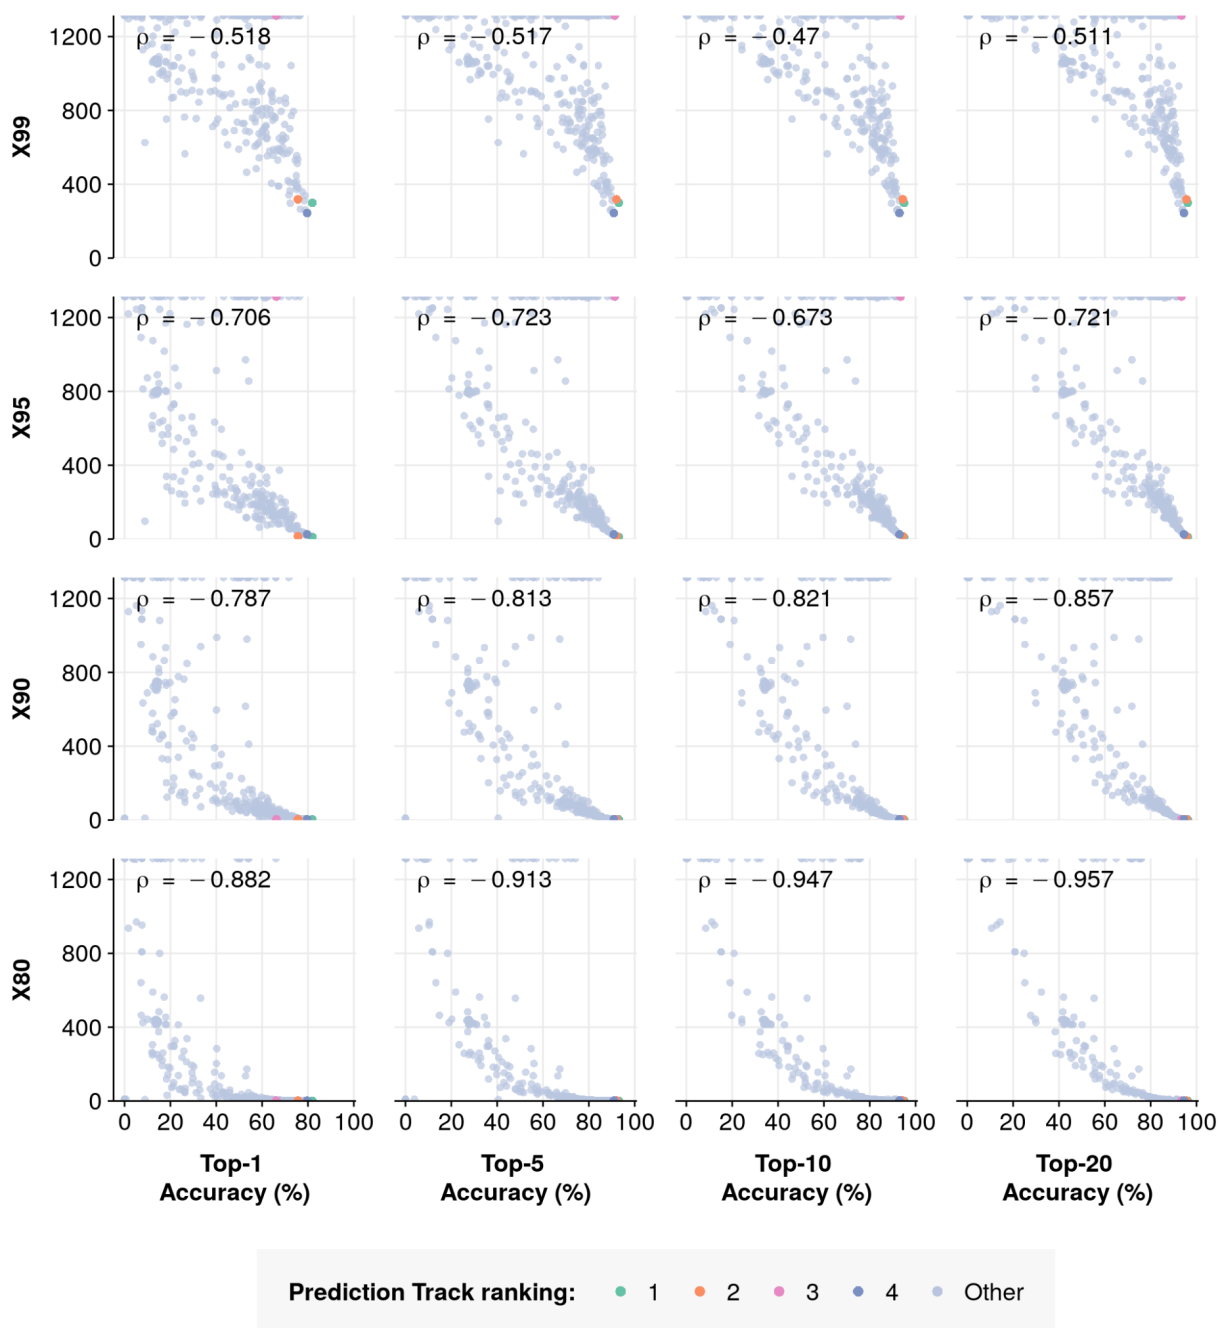 X99
1200
800
400
0
ρ = −0.518
ρ = −0.517
ρ = −0.47
ρ = −0.511
X95
1200
800
400
0
ρ = −0.706
ρ = −0.723
ρ = −0.673
ρ = −0.721
X90
1200
800
400
0
ρ = −0.787
ρ = −0.813
ρ = −0.821
ρ = −0.857
X80
1200
800
400
0
ρ = −0.882
ρ = −0.913
ρ = −0.947
ρ = −0.957
0 20 40 60 80 100
0 20 40 60 80 100
0 20 40 60 80 100
0 20 40 60 80 100
Top-1
Accuracy (%)
Top-5
Accuracy (%)
Top-10
Accuracy (%)
Top-20
Accuracy (%)
Prediction Track ranking: 1 2 3 4 Other